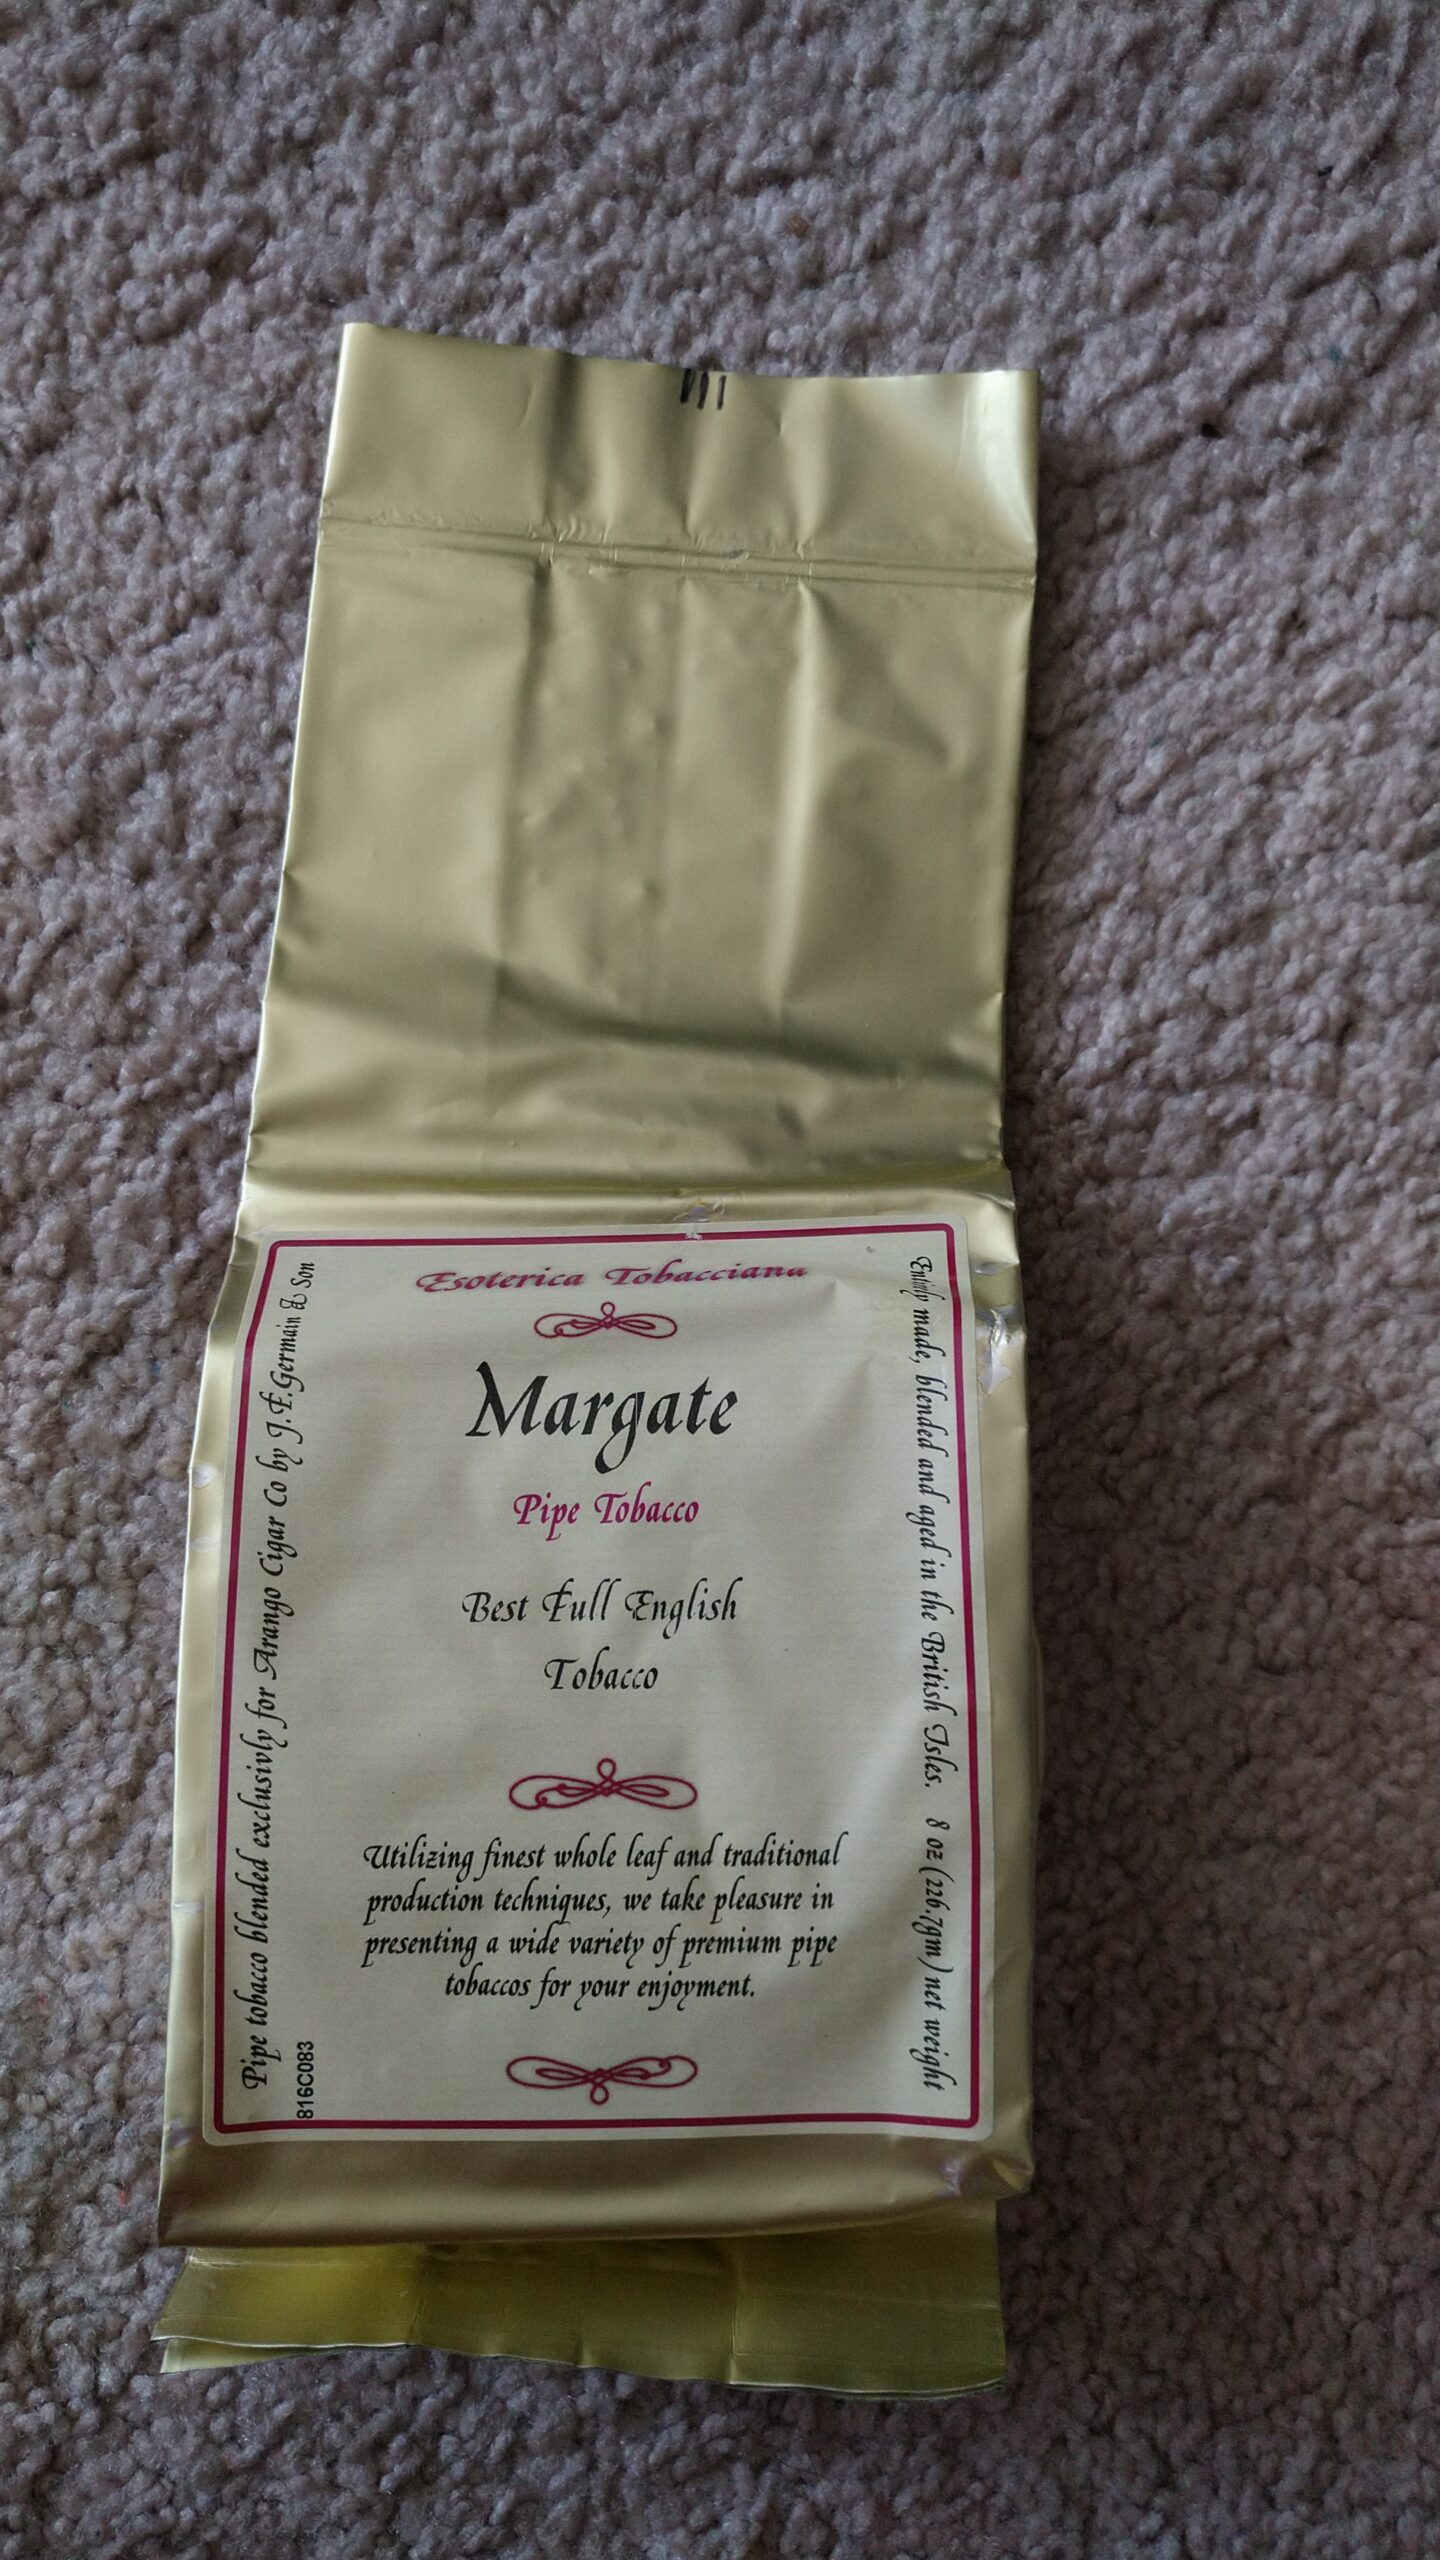 Esoterica Tobacciana
Margate
Pipe Tobacco
Best Full English
Tobacco
Utilizing finest whole leaf and traditional
production techniques, we take pleasure in
presenting a wide variety of premium pipe
tobaccos for your enjoyment.
Pipe tobacco blended exclusivly for Arango Cigar Co by J.F.Germain & Son
816C083
Entirely made, blended and aged in the British Isles. 8 oz (226.7gm) net weight